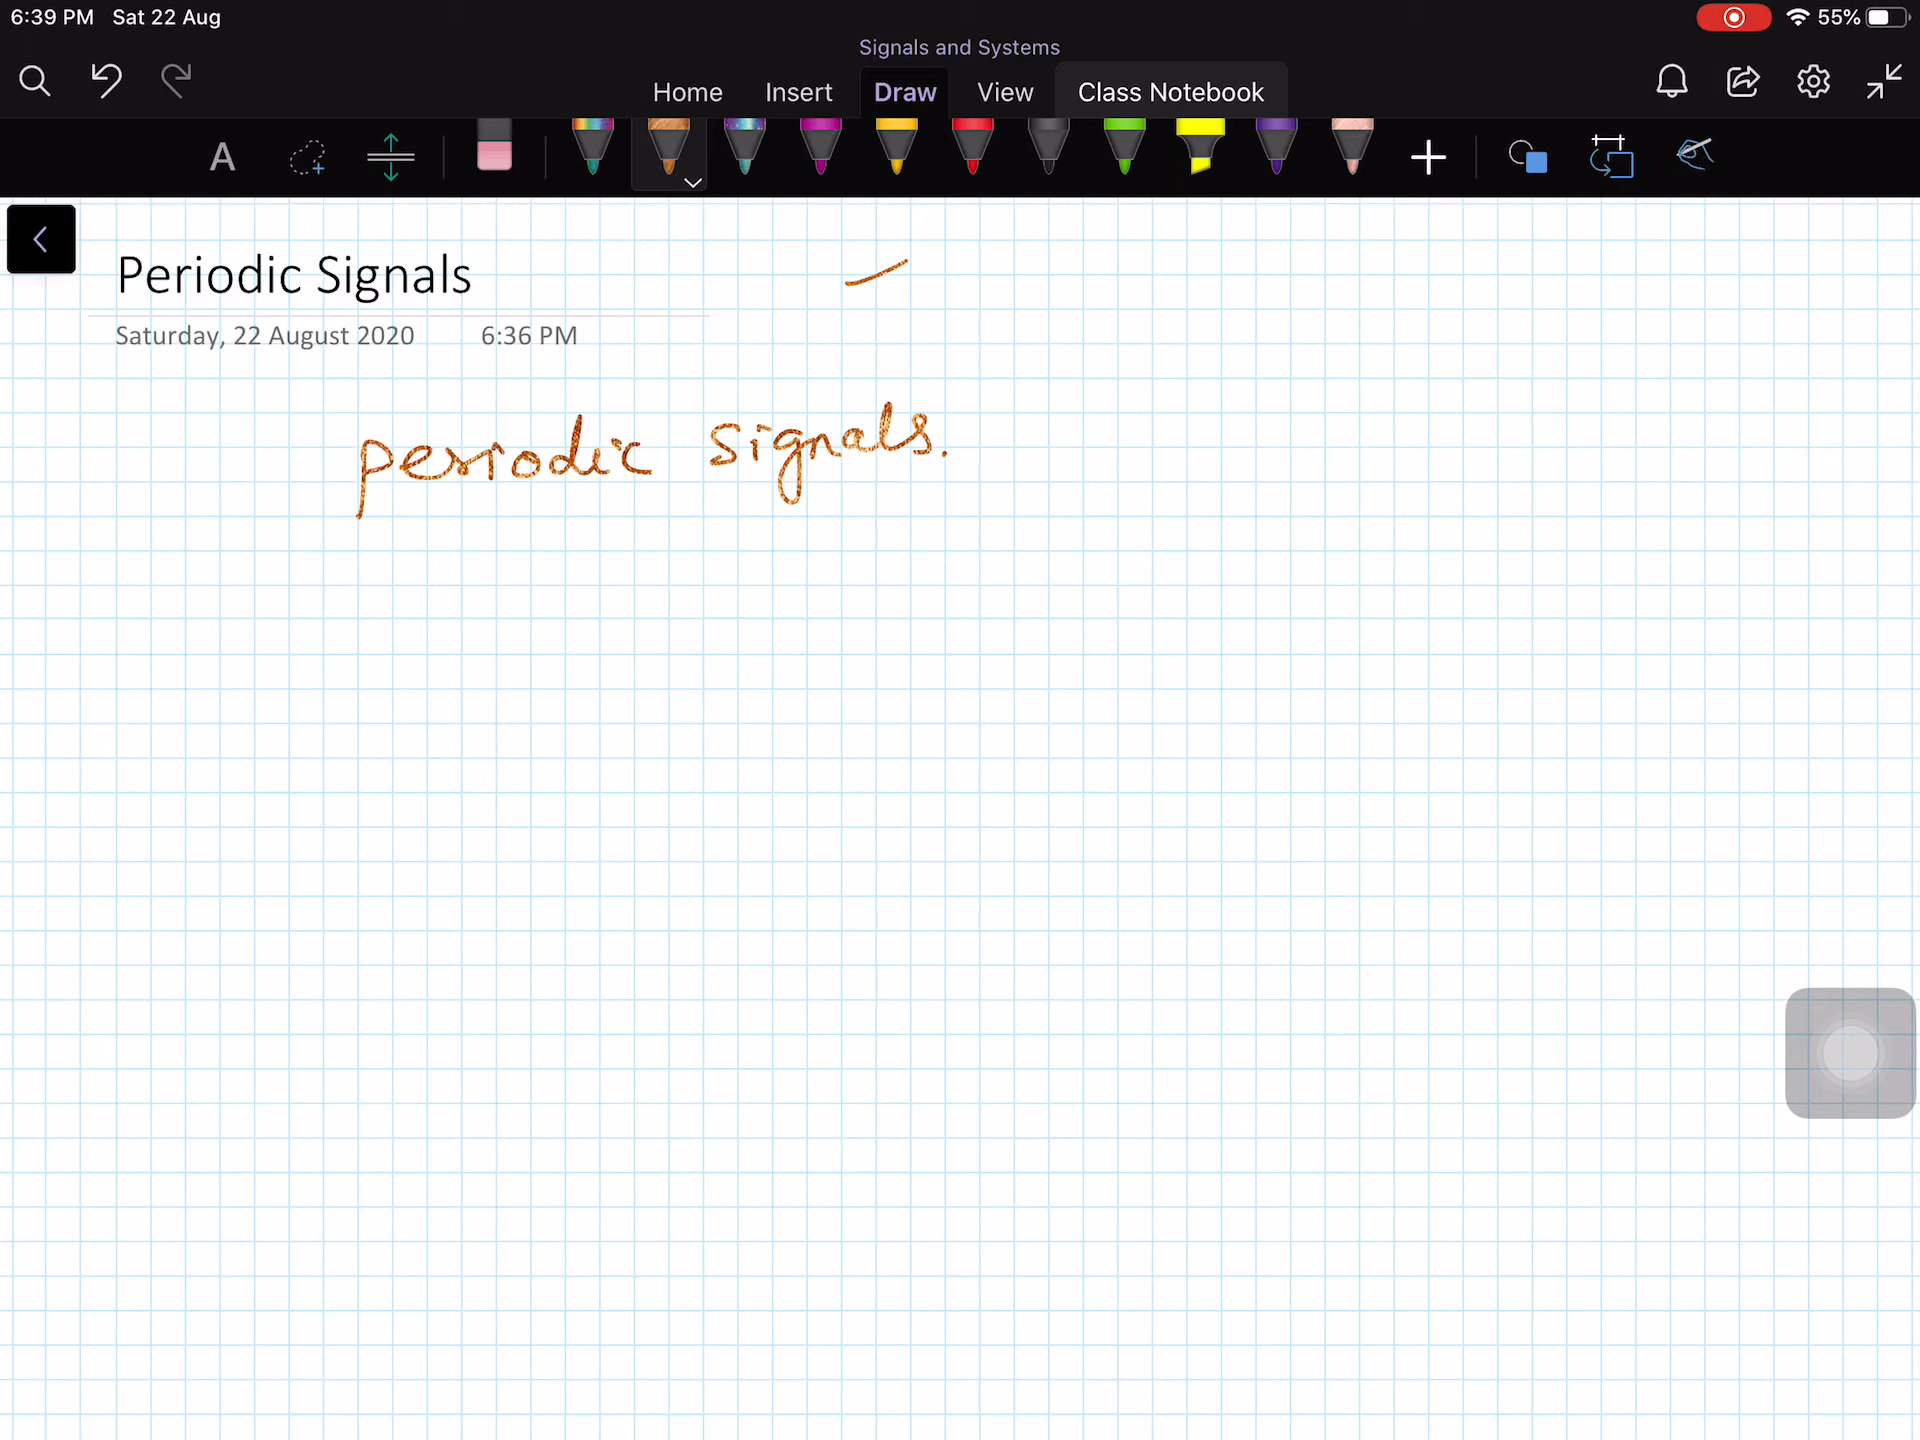 6:39 PM Sat 22 Aug
55%
Signals and Systems
Home Insert Draw View Class Notebook
A
Periodic Signals
Saturday, 22 August 2020 6:36 PM
periodic signals.